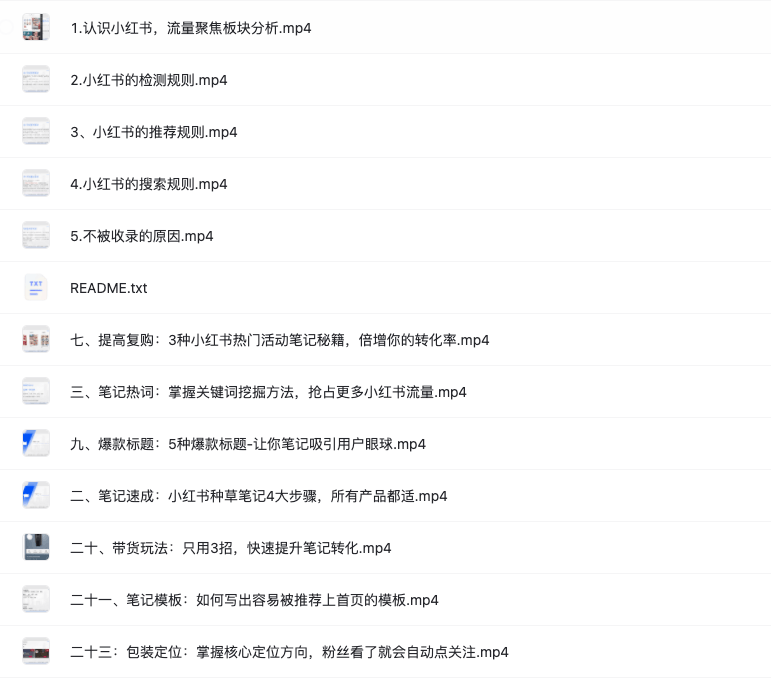 1.认识小红书，流量聚焦板块分析.mp4
2.小红书的检测规则.mp4
3、小红书的推荐规则.mp4
4.小红书的搜索规则.mp4
5.不被收录的原因.mp4
TXT
README.txt
七、提高复购：3种小红书热门活动笔记秘籍，倍增你的转化率.mp4
三、笔记热词：掌握关键词挖掘方法，抢占更多小红书流量.mp4
九、爆款标题：5种爆款标题-让你笔记吸引用户眼球.mp4
二、笔记速成：小红书种草笔记4大步骤，所有产品都适.mp4
二十、带货玩法：只用3招，快速提升笔记转化.mp4
二十一、笔记模板：如何写出容易被推荐上首页的模板.mp4
二十三：包装定位：掌握核心定位方向，粉丝看了就会自动点关注.mp4